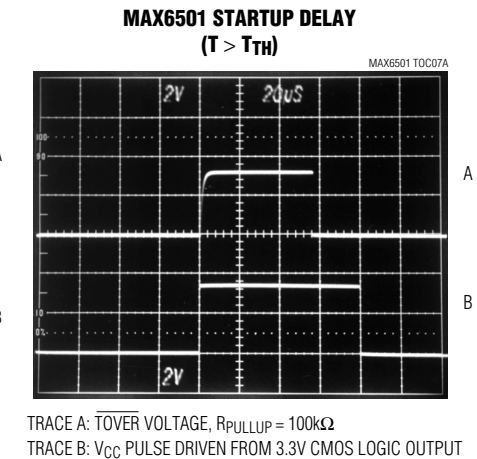 MAX6501 STARTUP DELAY
(T > TTH)
MAX6501 TOC07A
2V 20µS
100
90
A
B
10
0%
2V
TRACE A: TOVER VOLTAGE, RPULLUP = 100kΩ
TRACE B: VCC PULSE DRIVEN FROM 3.3V CMOS LOGIC OUTPUT